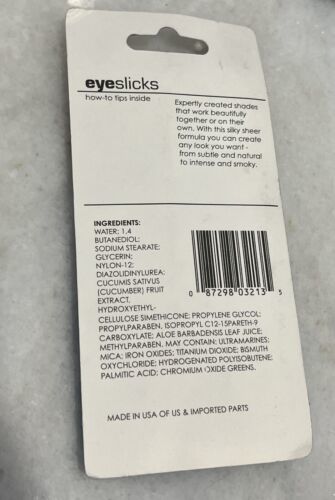 eyeslicks
how-to tips inside
Expertly created shades
that work beautifully
together or on their
own. With this silky sheer
formula you can create
any look you want -
from subtle and natural
to intense and smoky.
INGREDIENTS:
WATER; 1,4
BUTANEDIOL;
SODIUM STEARATE;
GLYCERIN;
NYLON-12;
DIAZOLIDINYLUREA;
CUCUMIS SATIVUS
(CUCUMBER) FRUIT
EXTRACT,
HYDROXYETHYL-
CELLULOSE SIMETHICONE; PROPYLENE GLYCOL;
PROPYLPARABEN, ISOPROPYL C12-15PARETH-9
CARBOXYLATE; ALOE BARBADENSIS LEAF JUICE;
METHYLPARABEN, MAY CONTAIN: ULTRAMARINES;
MICA; IRON OXIDES; TITANIUM DIOXIDE; BISMUTH
OXYCHLORIDE; HYDROGENATED POLYISOBUTENE;
PALMITIC ACID; CHROMIUM OXIDE GREENS.
0 87298 03213 5
MADE IN USA OF US & IMPORTED PARTS